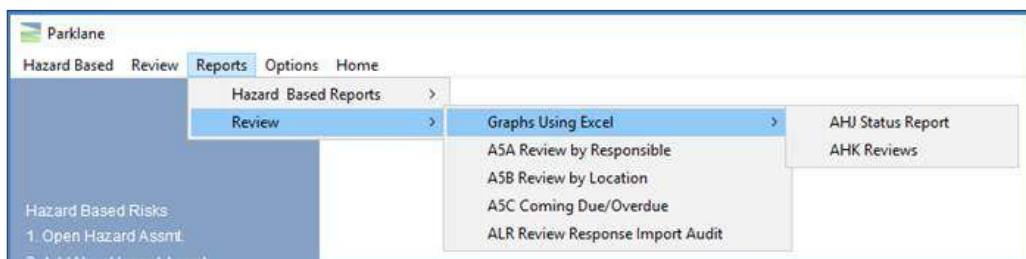 Parklane
Hazard Based Review Reports Options Home
Hazard Based Reports
Review
Graphs Using Excel
A5A Review by Responsible
A5B Review by Location
A5C Coming Due/Overdue
ALR Review Response Import Audit
AHJ Status Report
AHK Reviews
Hazard Based Risks
1. Open Hazard Assmt.